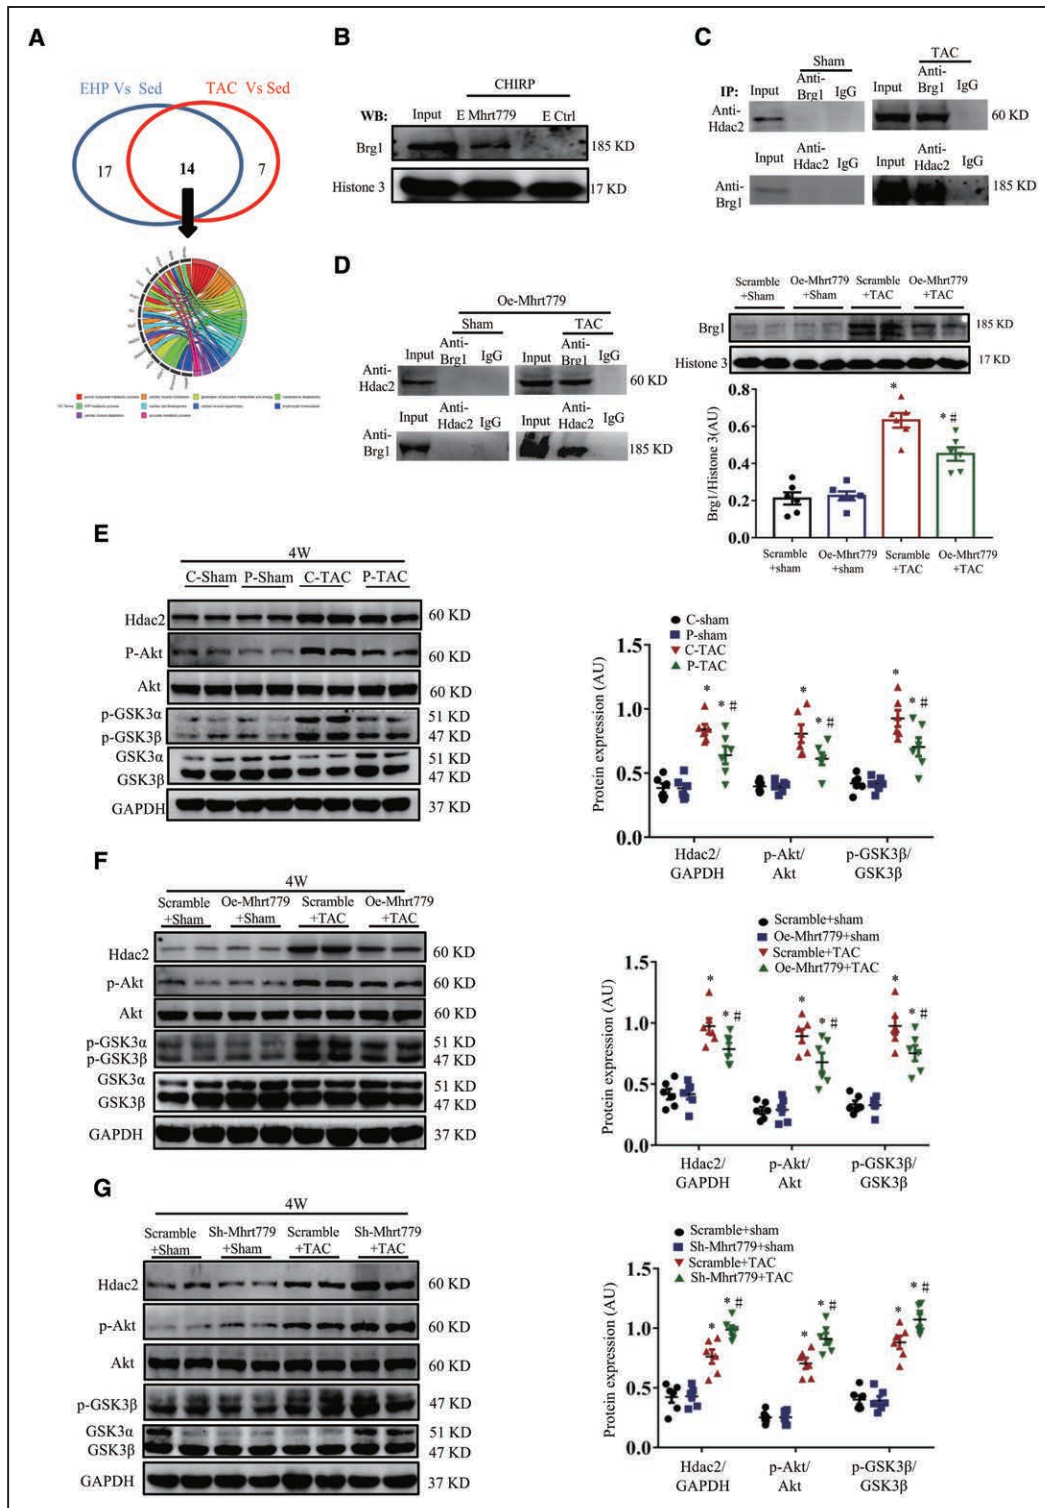 A
EHP Vs Sed
TAC Vs Sed
17
14
7
B
CHIRP
WB: Input E Mhrt779 E Ctrl
Brg1
185 KD
Histone 3
17 KD
C
Sham
TAC
IP: Input Anti-Brg1 IgG
Input Anti-Brg1 IgG
Anti-Hdac2
60 KD
Input Anti-Hdac2 IgG
Input Anti-Hdac2 IgG
Anti-Brg1
185 KD
D
Oe-Mhrt779
Sham
TAC
Input Anti-Brg1 IgG
Input Anti-Brg1 IgG
Anti-Hdac2
60 KD
Input Anti-Hdac2 IgG
Input Anti-Hdac2 IgG
Anti-Brg1
185 KD
Scramble+Sham Oe-Mhrt779+Sham Scramble+TAC Oe-Mhrt779+TAC
Brg1
185 KD
Histone 3
17 KD
Brg1/Histone 3(AU)
0.8
0.6
0.4
0.2
0.0
*
* #
Scramble+sham Oe-Mhrt779+sham Scramble+TAC Oe-Mhrt779+TAC
E
4W
C-Sham P-Sham C-TAC P-TAC
Hdac2
60 KD
P-Akt
60 KD
Akt
60 KD
p-GSK3α
51 KD
p-GSK3β
47 KD
GSK3α
51 KD
GSK3β
47 KD
GAPDH
37 KD
C-sham
P-sham
C-TAC
P-TAC
Protein expression (AU)
1.5
1.0
0.5
0.0
* * # * * # * * #
Hdac2/GAPDH
p-Akt/Akt
p-GSK3β/GSK3β
F
4W
Scramble+Sham Oe-Mhrt779+Sham Scramble+TAC Oe-Mhrt779+TAC
Hdac2
60 KD
p-Akt
60 KD
Akt
60 KD
p-GSK3α
51 KD
p-GSK3β
47 KD
GSK3α
51 KD
GSK3β
47 KD
GAPDH
37 KD
Scramble+sham
Oe-Mhrt779+sham
Scramble+TAC
Oe-Mhrt779+TAC
Protein expression (AU)
1.5
1.0
0.5
0.0
* * # * * # * * #
Hdac2/GAPDH
p-Akt/Akt
p-GSK3β/GSK3β
G
4W
Scramble+Sham Sh-Mhrt779+Sham Scramble+TAC Sh-Mhrt779+TAC
Hdac2
60 KD
p-Akt
60 KD
Akt
60 KD
p-GSK3β
47 KD
GSK3α
51 KD
GSK3β
47 KD
GAPDH
37 KD
Scramble+sham
Sh-Mhrt779+sham
Scramble+TAC
Sh-Mhrt779+TAC
Protein expression (AU)
1.5
1.0
0.5
0.0
* * # * * # * * #
Hdac2/GAPDH
p-Akt/Akt
p-GSK3β/GSK3β